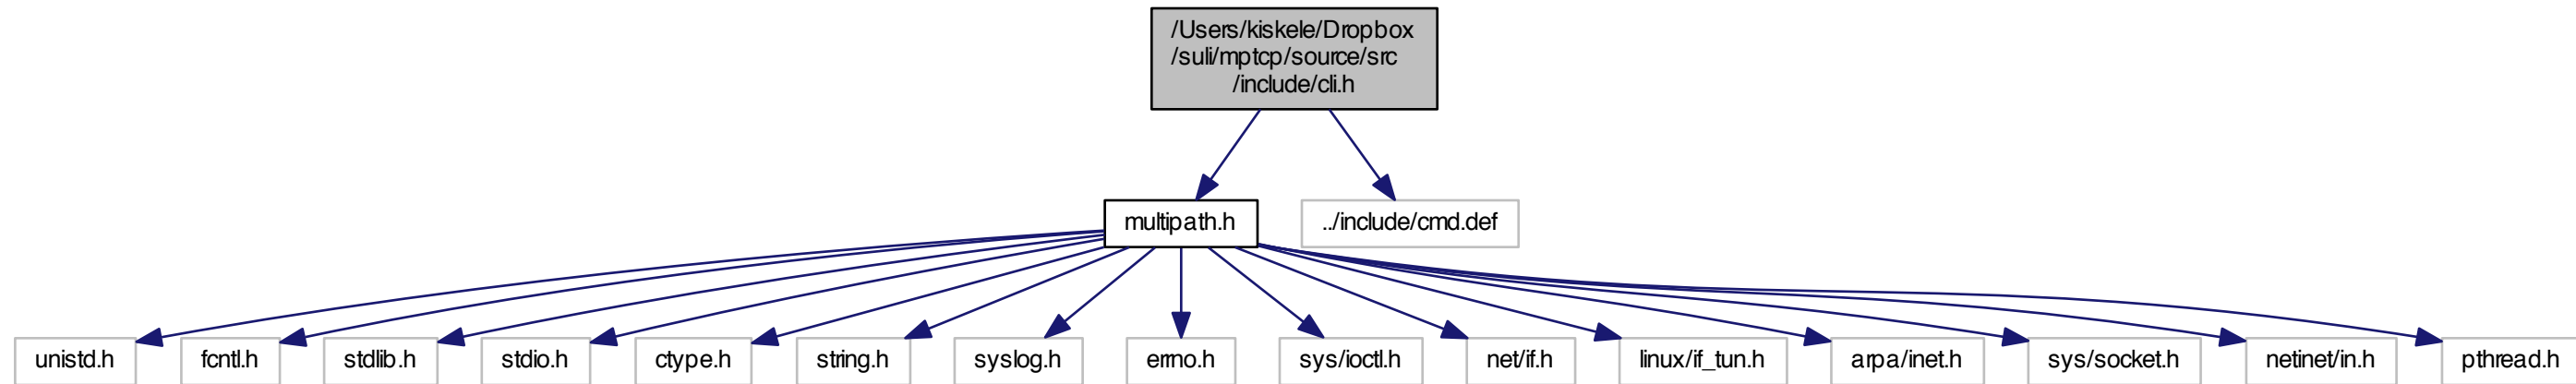 /Users/kiskele/Dropbox
/suli/mptcp/source/src
/include/cli.h
multipath.h
../include/cmd.def
unistd.h
fcntl.h
stdlib.h
stdio.h
ctype.h
string.h
syslog.h
errno.h
sys/ioctl.h
net/if.h
linux/if_tun.h
arpa/inet.h
sys/socket.h
netinet/in.h
pthread.h